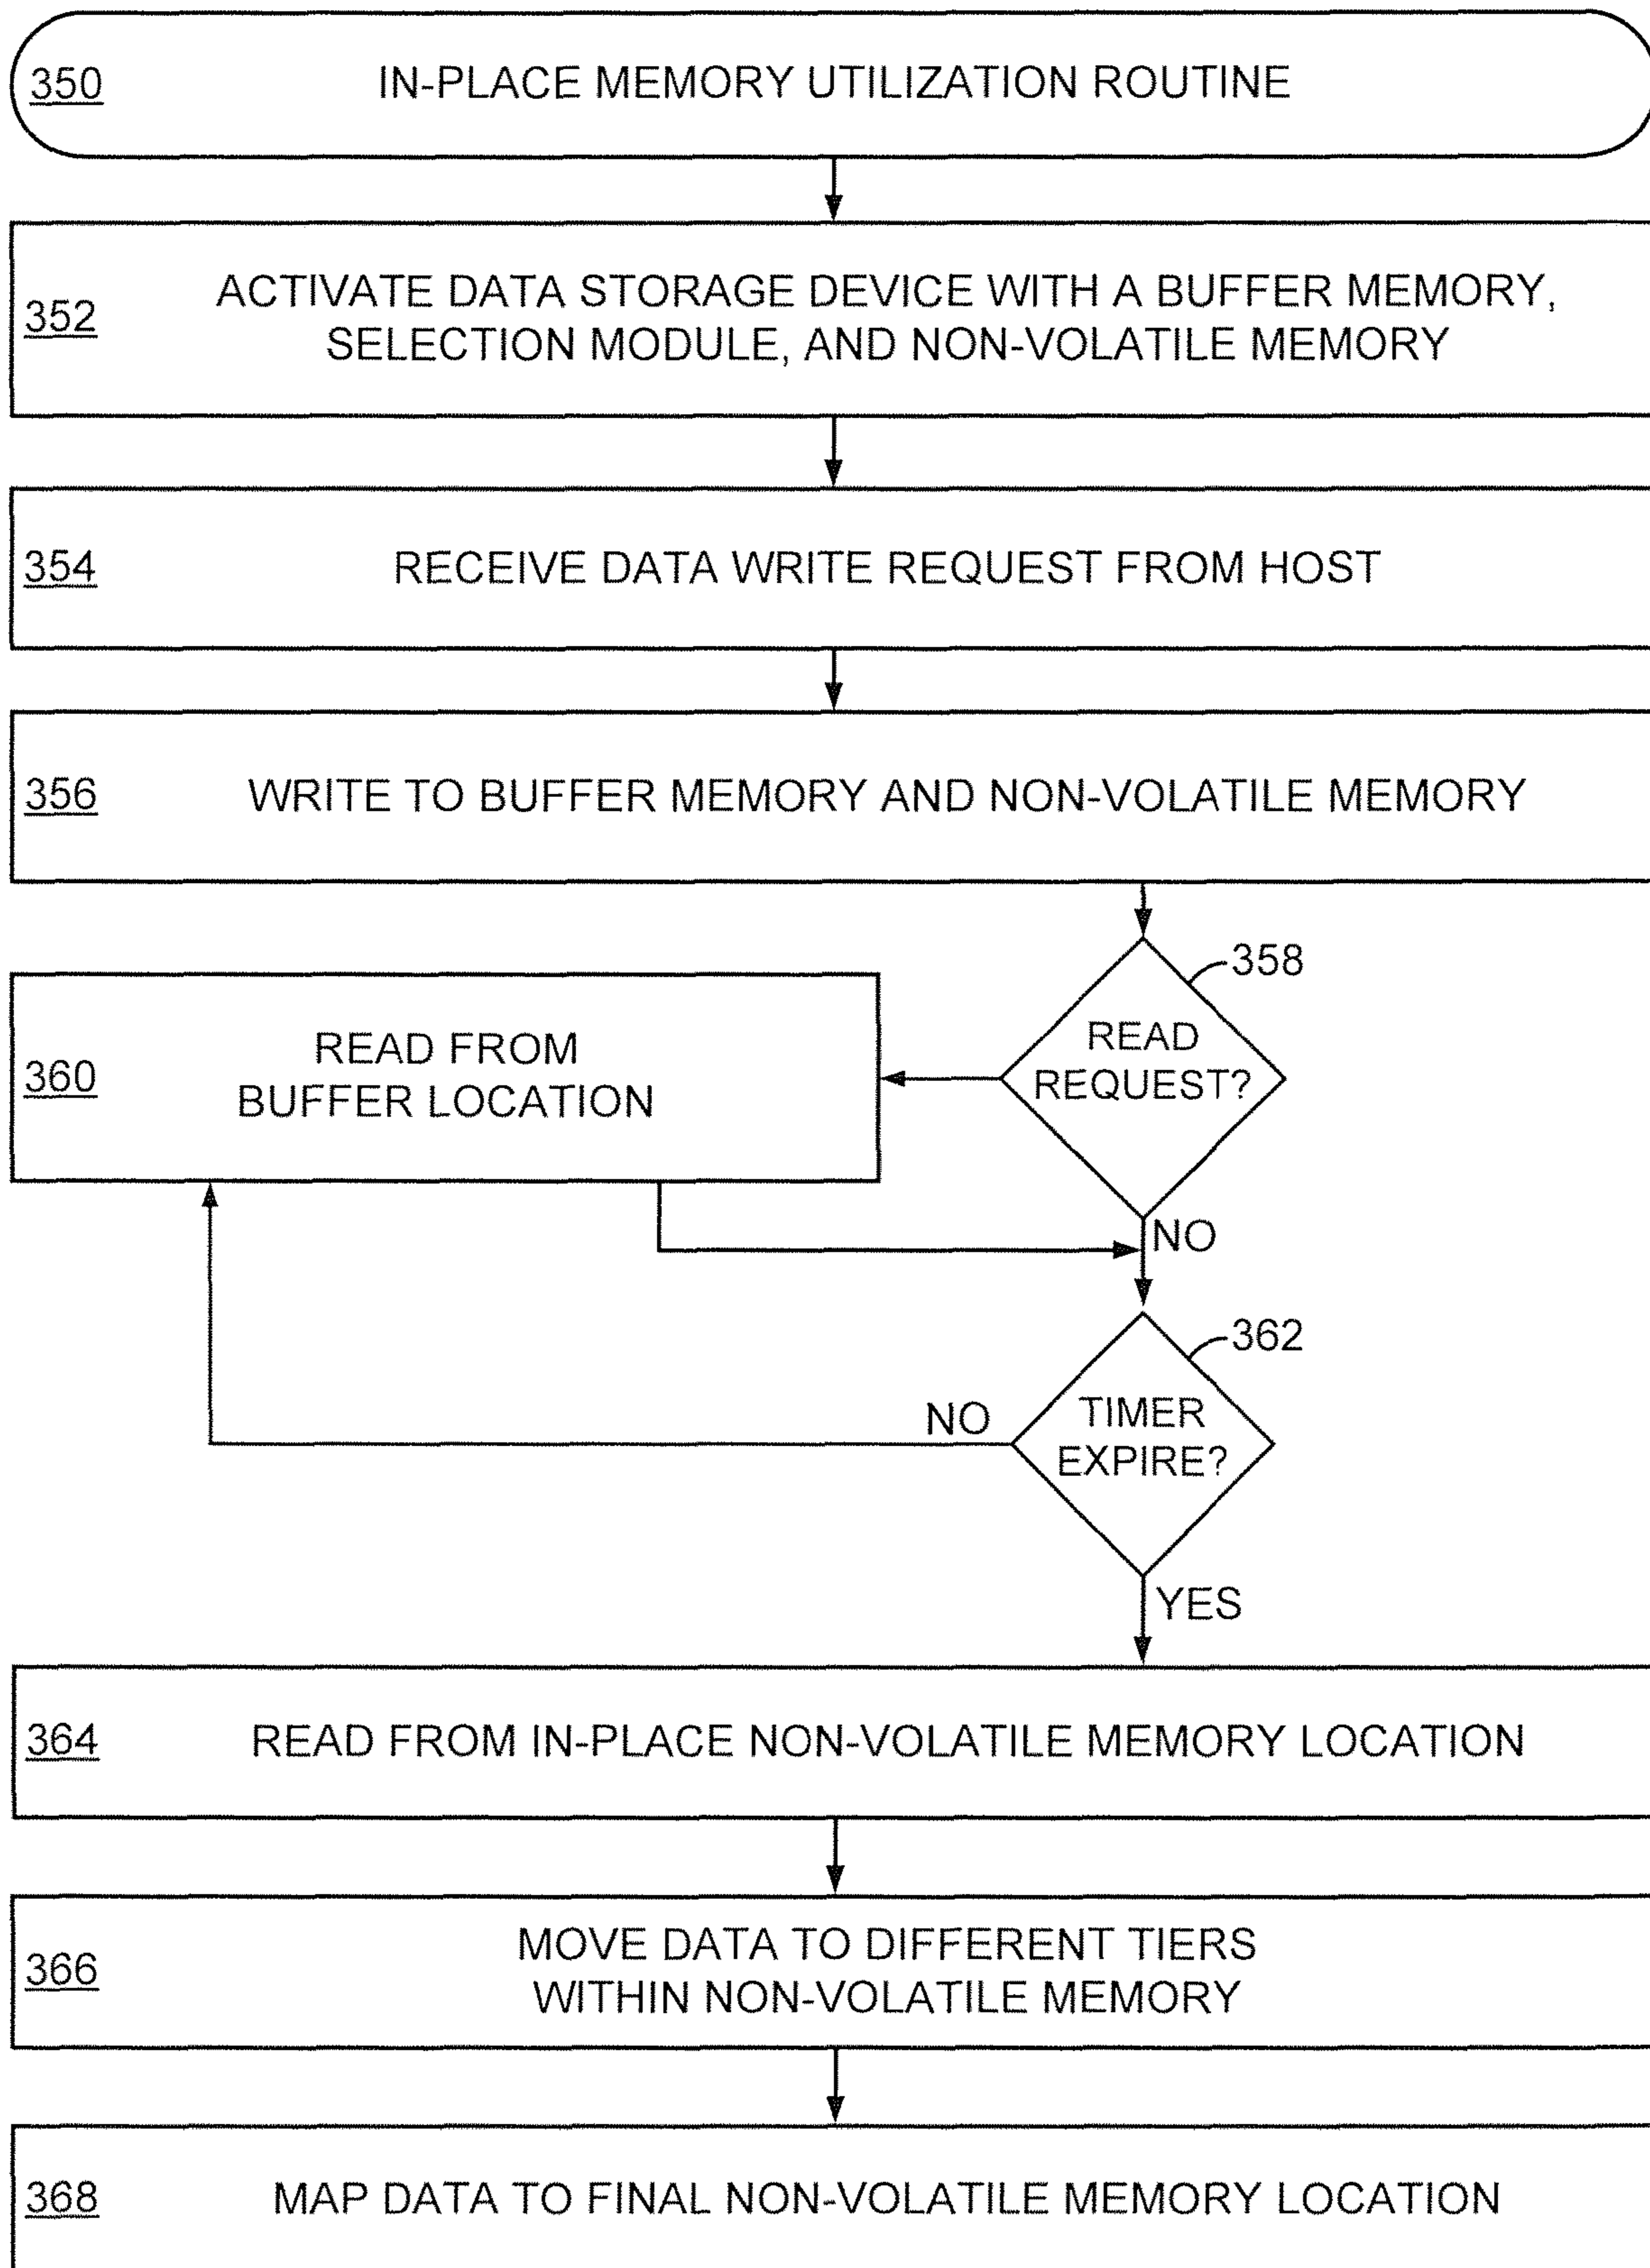 350 IN-PLACE MEMORY UTILIZATION ROUTINE
352 ACTIVATE DATA STORAGE DEVICE WITH A BUFFER MEMORY,
SELECTION MODULE, AND NON-VOLATILE MEMORY
354 RECEIVE DATA WRITE REQUEST FROM HOST
356 WRITE TO BUFFER MEMORY AND NON-VOLATILE MEMORY
358
READ
REQUEST?
360 READ FROM
BUFFER LOCATION
NO
362
TIMER
EXPIRE?
NO
YES
364 READ FROM IN-PLACE NON-VOLATILE MEMORY LOCATION
366 MOVE DATA TO DIFFERENT TIERS
WITHIN NON-VOLATILE MEMORY
368 MAP DATA TO FINAL NON-VOLATILE MEMORY LOCATION